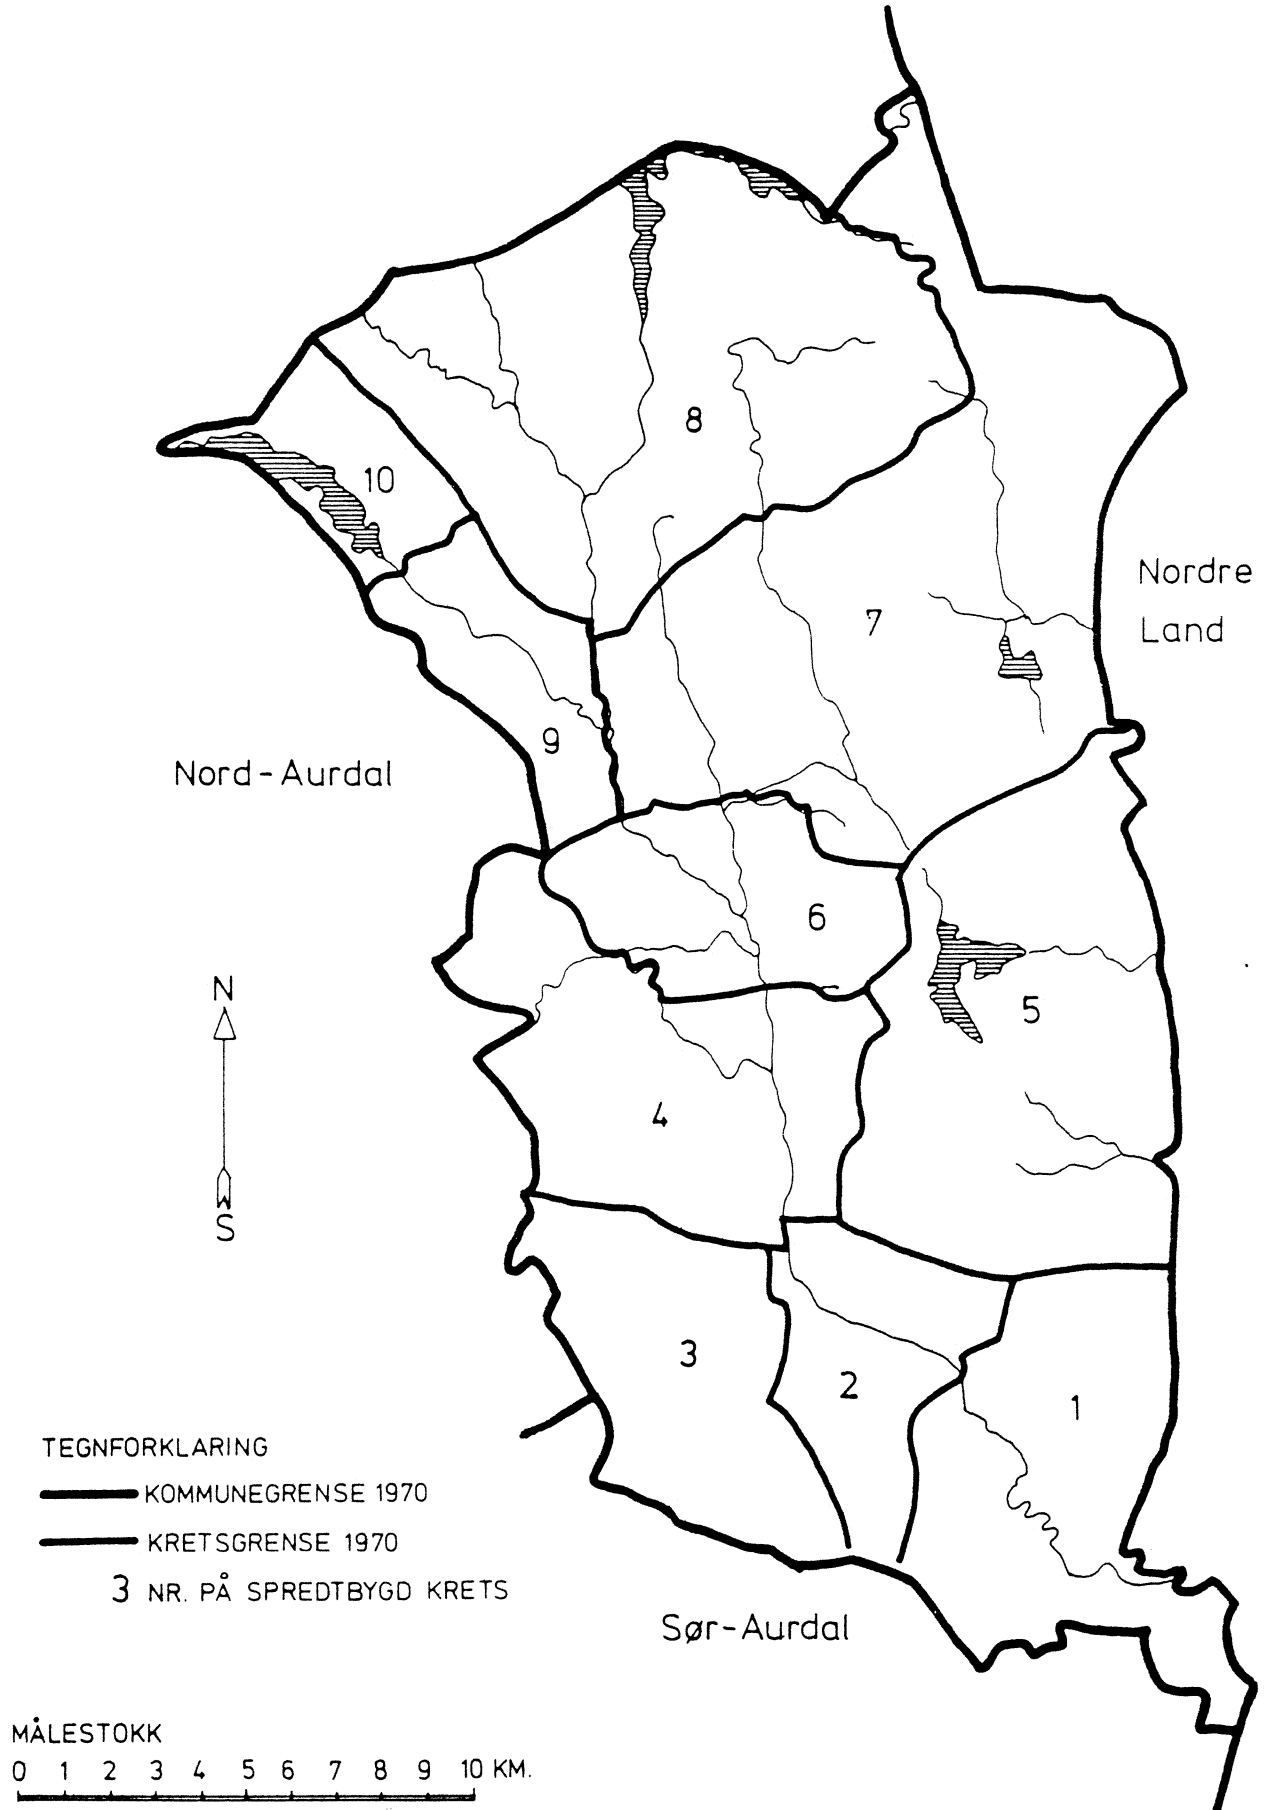 8
10
Nordre
Land
7
9
Nord-Aurdal
6
N
5
4
S
3
2
1
TEGNFORKLARING
KOMMUNEGRENSE 1970
KRETSGRENSE 1970
3 NR. PÅ SPREDTBYGD KRETS
Sør-Aurdal
MÅLESTOKK
0 1 2 3 4 5 6 7 8 9 10 KM.